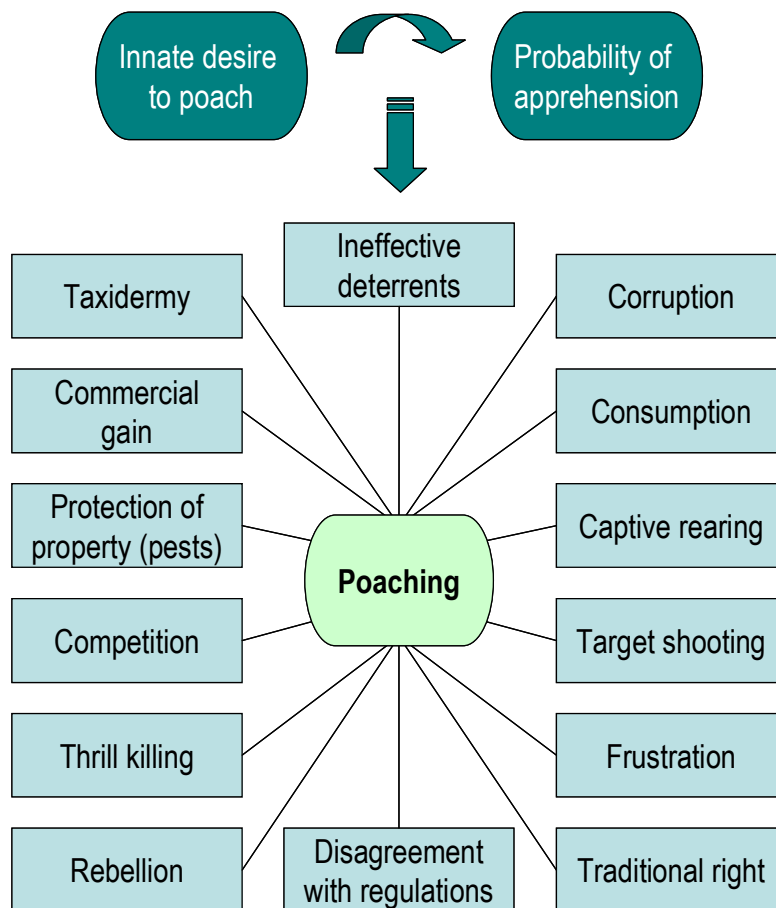 Innate desire
to poach
Probability of
apprehension
Ineffective
deterrents
Taxidermy
Corruption
Commercial
gain
Consumption
Protection of
property (pests)
Captive rearing
Poaching
Competition
Target shooting
Thrill killing
Frustration
Rebellion
Disagreement
with regulations
Traditional right